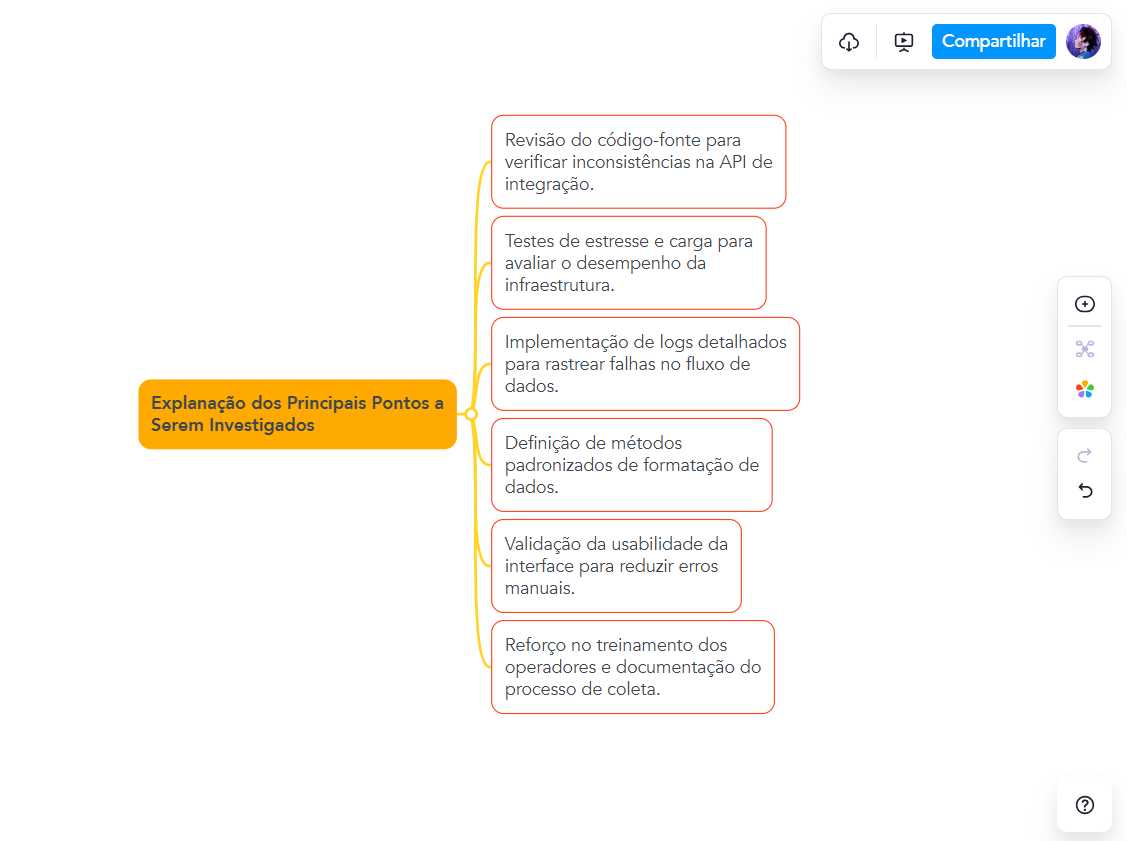 Compartilhar
Revisão do código-fonte para
verificar inconsistências na API de
integração.
Testes de estresse e carga para
avaliar o desempenho da
infraestrutura.
Implementação de logs detalhados
para rastrear falhas no fluxo de
dados.
Explanação dos Principais Pontos a
Serem Investigados
Definição de métodos
padronizados de formatação de
dados.
Validação da usabilidade da
interface para reduzir erros
manuais.
Reforço no treinamento dos
operadores e documentação do
processo de coleta.